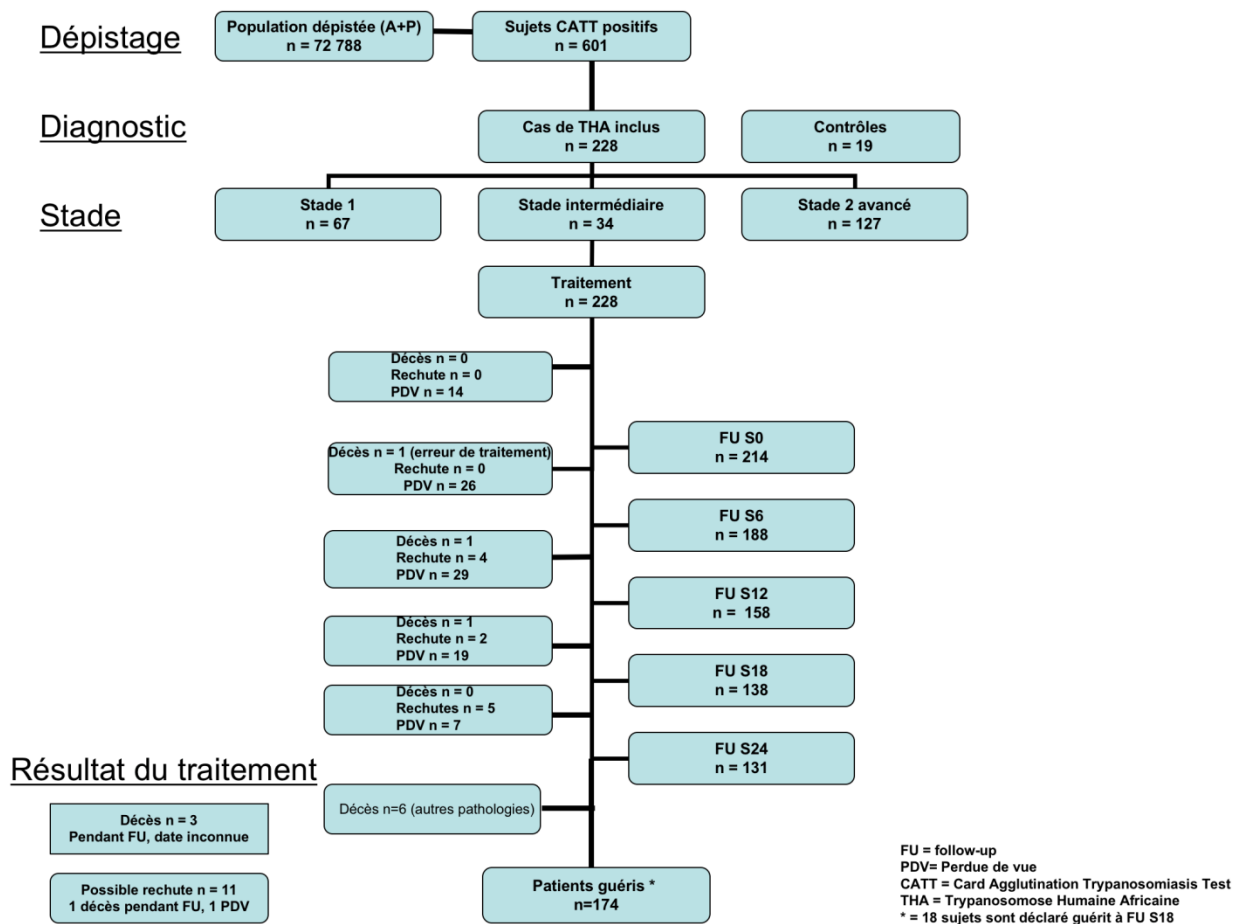 Dépistage
Population dépistée (A+P)
n = 72 788
Sujets CATT positifs
n = 601
Diagnostic
Cas de THA inclus
n = 228
Contrôles
n = 19
Stade
Stade 1
n = 67
Stade intermédiaire
n = 34
Stade 2 avancé
n = 127
Traitement
n = 228
Décès n = 0
Rechute n = 0
PDV n = 14
FU S0
n = 214
Décès n = 1 (erreur de traitement)
Rechute n = 0
PDV n = 26
FU S6
n = 188
Décès n = 1
Rechute n = 4
PDV n = 29
FU S12
n = 158
Décès n = 1
Rechute n = 2
PDV n = 19
FU S18
n = 138
Décès n = 0
Rechutes n = 5
PDV n = 7
FU S24
n = 131
Résultat du traitement
Décès n=6 (autres pathologies)
Décès n = 3
Pendant FU, date inconnue
Possible rechute n = 11
1 décès pendant FU, 1 PDV
Patients guéris *
n=174
FU = follow-up
PDV= Perdue de vue
CATT = Card Agglutination Trypanosomiasis Test
THA = Trypanosomose Humaine Africaine
* = 18 sujets sont déclaré guérit à FU S18